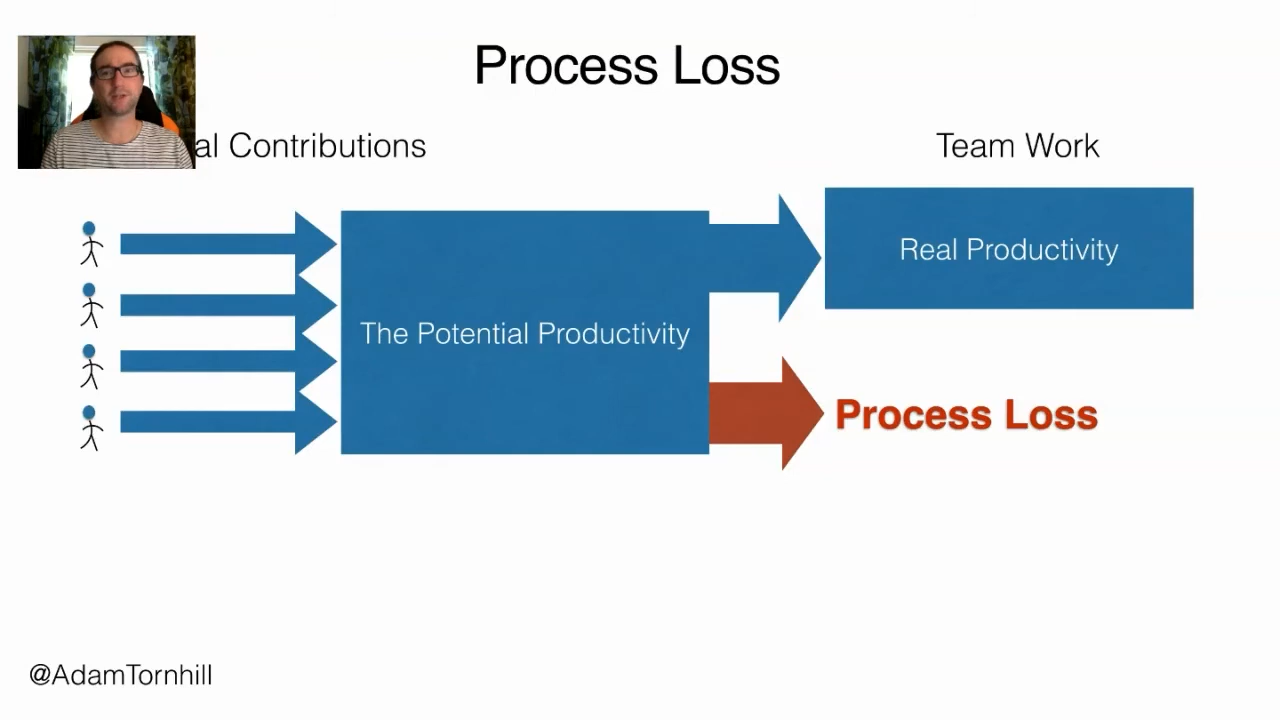 Process Loss
al Contributions
Team Work
Real Productivity
The Potential Productivity
Process Loss
@AdamTornhill